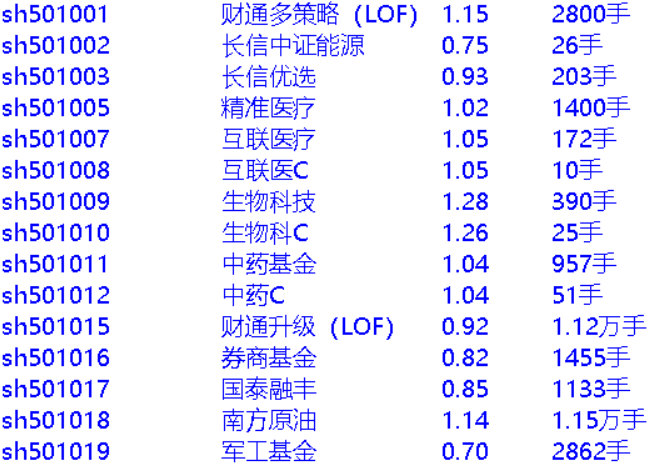 sh501001 财通多策略（LOF） 1.15 2800手
sh501002 长信中证能源 0.75 26手
sh501003 长信优选 0.93 203手
sh501005 精准医疗 1.02 1400手
sh501007 互联医疗 1.05 172手
sh501008 互联医C 1.05 10手
sh501009 生物科技 1.28 390手
sh501010 生物科C 1.26 25手
sh501011 中药基金 1.04 957手
sh501012 中药C 1.04 51手
sh501015 财通升级（LOF） 0.92 1.12万手
sh501016 券商基金 0.82 1455手
sh501017 国泰融丰 0.85 1133手
sh501018 南方原油 1.14 1.15万手
sh501019 军工基金 0.70 2862手